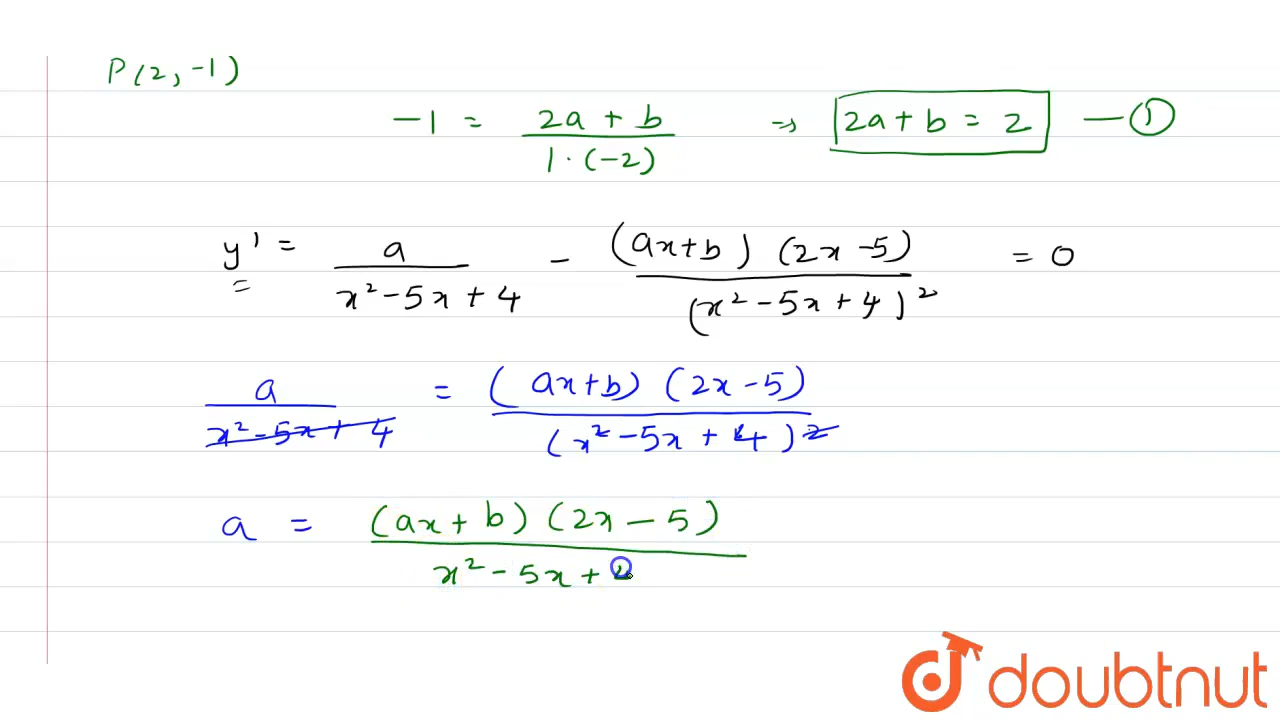 P(2, -1)
-1 = (2a + b)/(1·(-2)) ⇒ 2a + b = 2 — ①
y' = a/(x² - 5x + 4) - (ax+b)(2x-5)/(x² - 5x + 4)² = 0
a/(x² - 5x + 4) = (ax+b)(2x-5)/(x² - 5x + 4)²
a = (ax + b)(2x - 5)/(x² - 5x + 4)
doubtnut